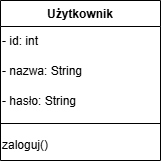 Użytkownik
- id: int
- nazwa: String
- hasło: String
zaloguj()